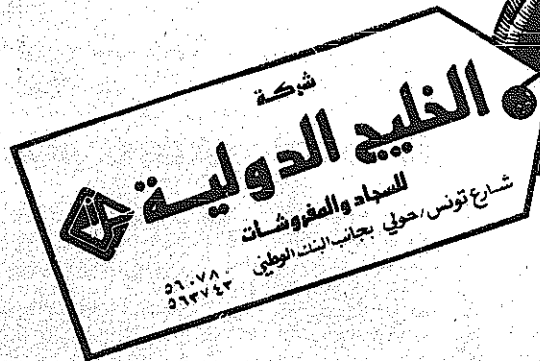 شركة
الخليج الدولية
للسجاد والمفروشات
شارع تونس/حولي بجانب البنك الوطني
٥٦٠٧٨٠
٥٦٣٧٤٣